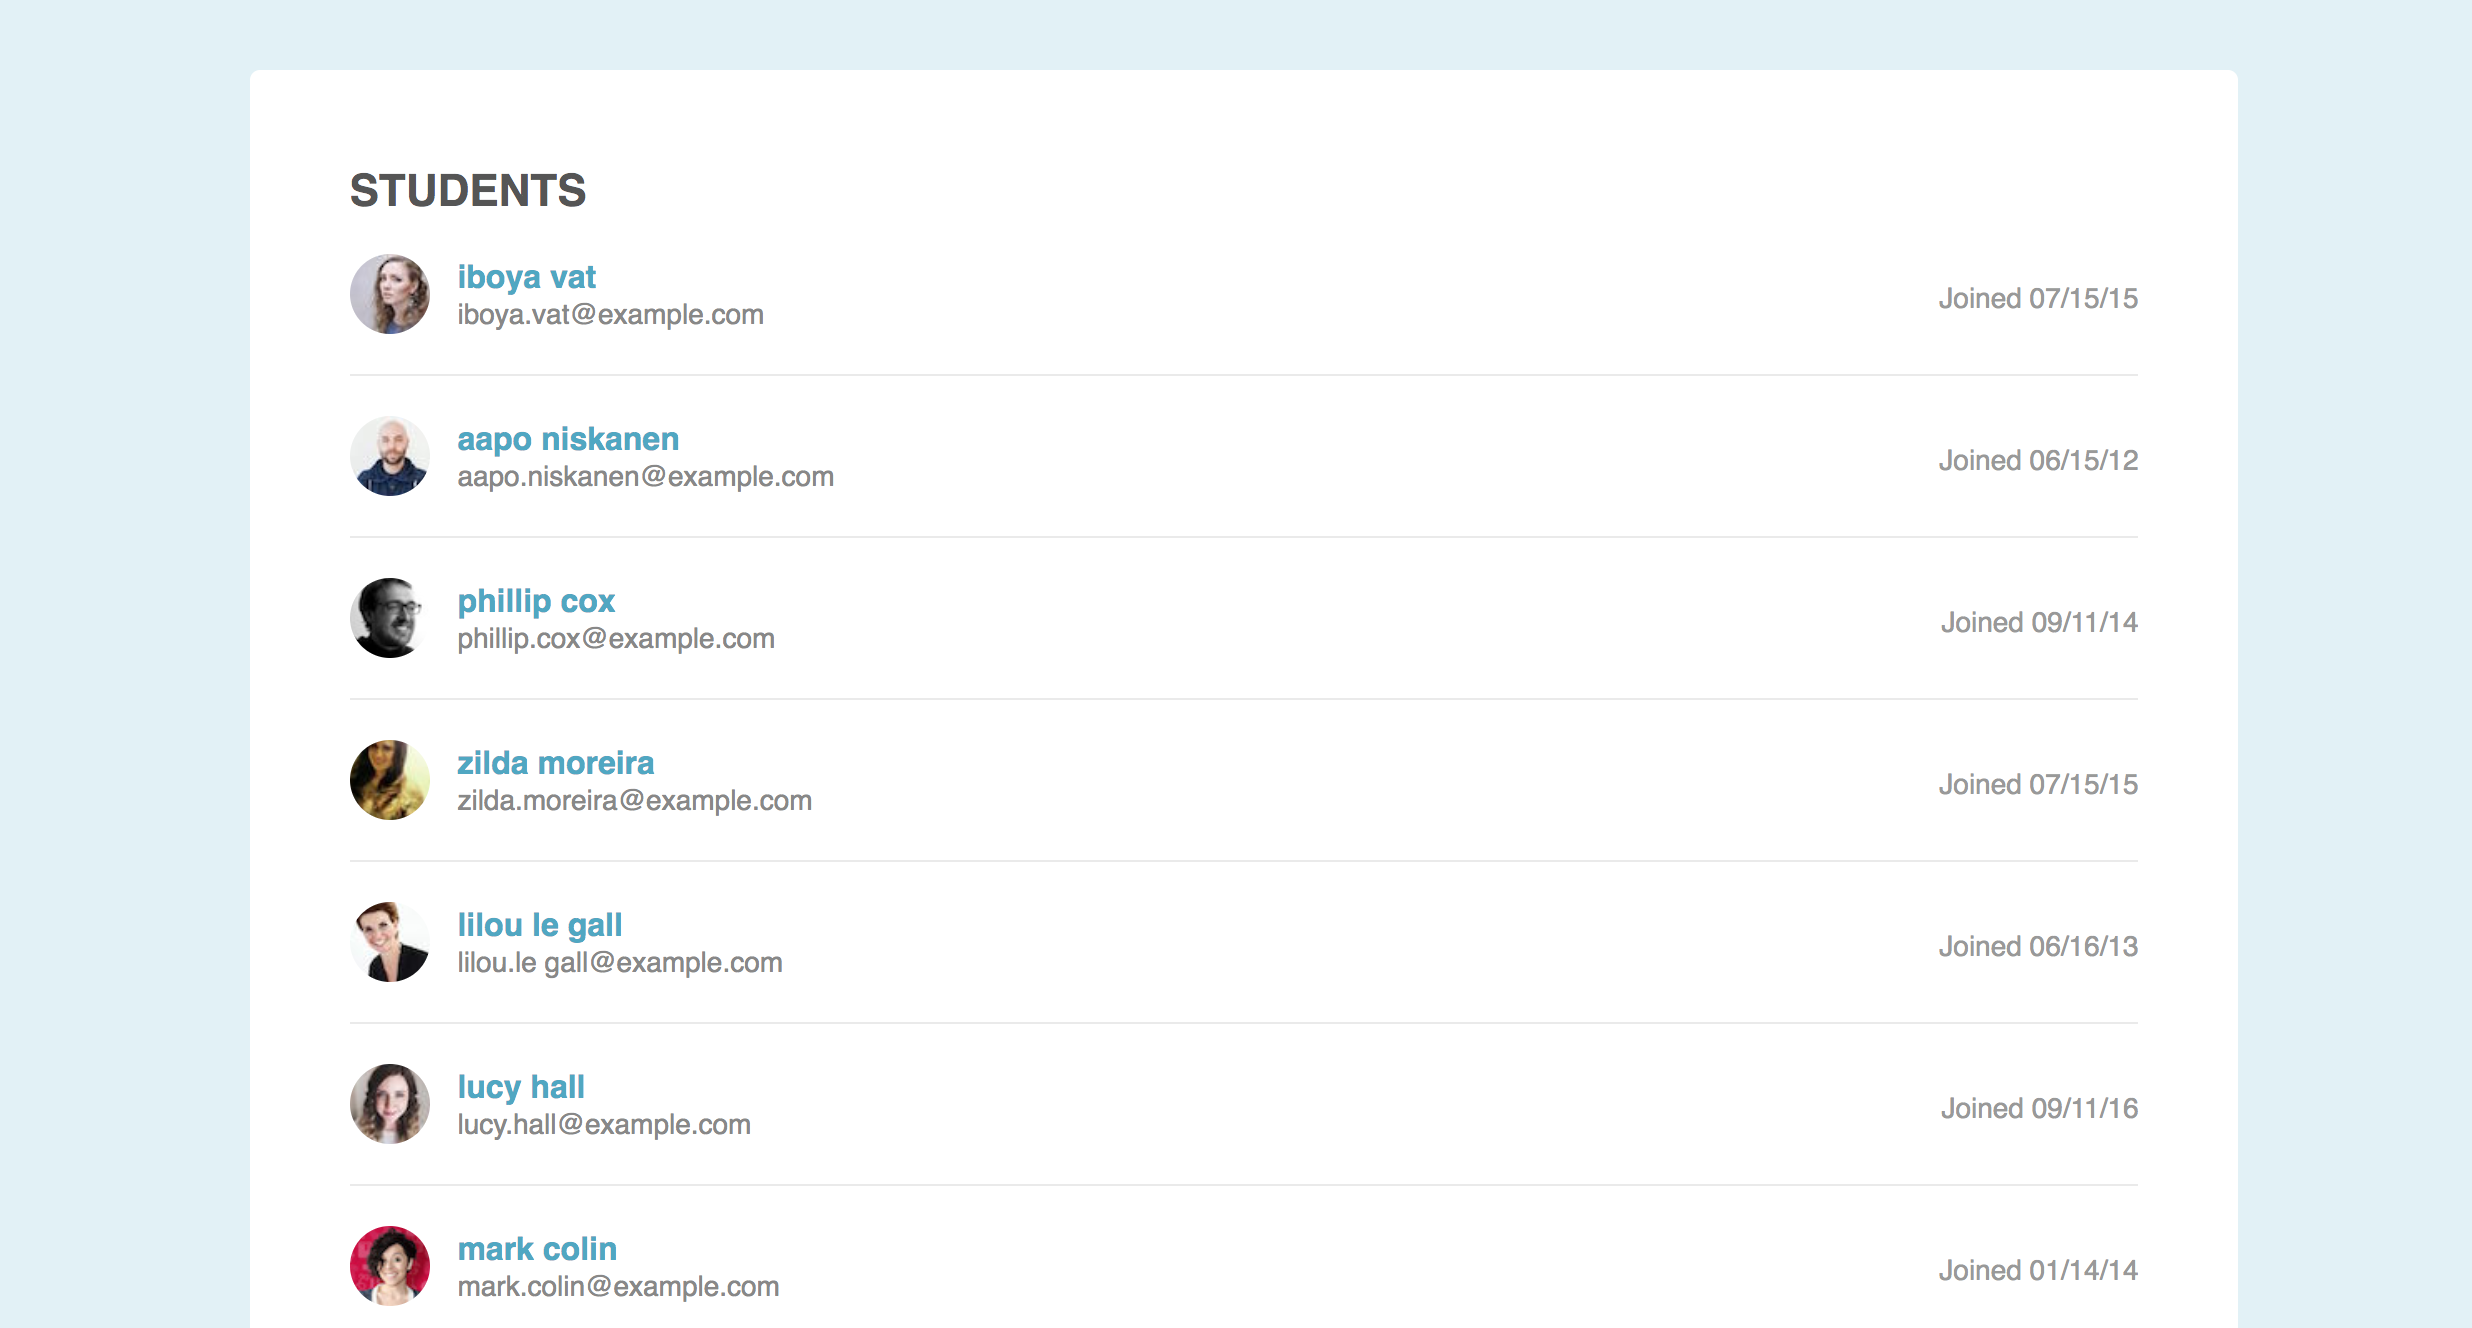 STUDENTS
iboya vat
iboya.vat@example.com
Joined 07/15/15
aapo niskanen
aapo.niskanen@example.com
Joined 06/15/12
phillip cox
phillip.cox@example.com
Joined 09/11/14
zilda moreira
zilda.moreira@example.com
Joined 07/15/15
lilou le gall
lilou.le gall@example.com
Joined 06/16/13
lucy hall
lucy.hall@example.com
Joined 09/11/16
mark colin
mark.colin@example.com
Joined 01/14/14